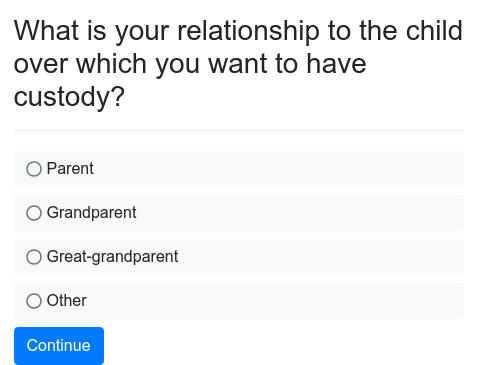 What is your relationship to the child
over which you want to have
custody?
Parent
Grandparent
Great-grandparent
Other
Continue